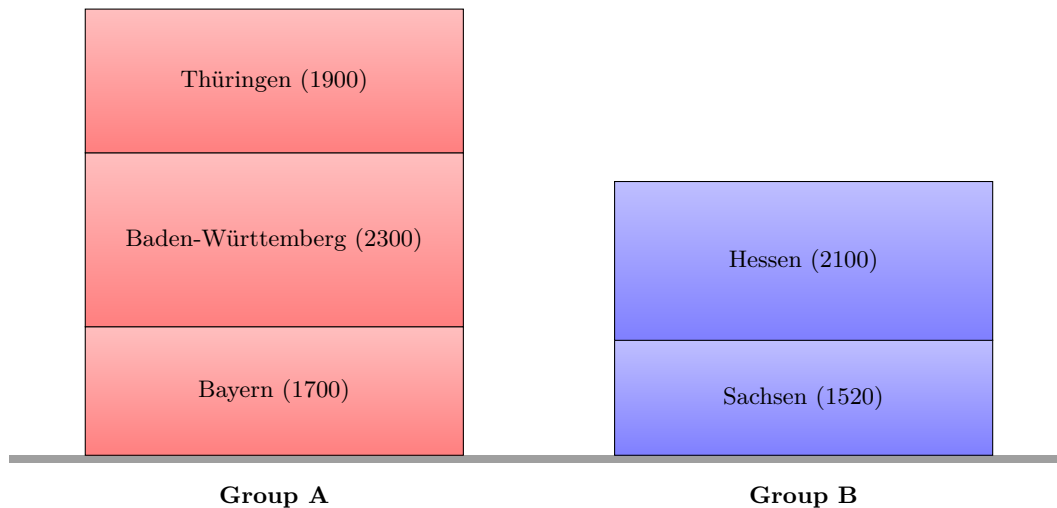 Thüringen (1900)
Baden-Württemberg (2300)
Bayern (1700)
Hessen (2100)
Sachsen (1520)
Group A
Group B